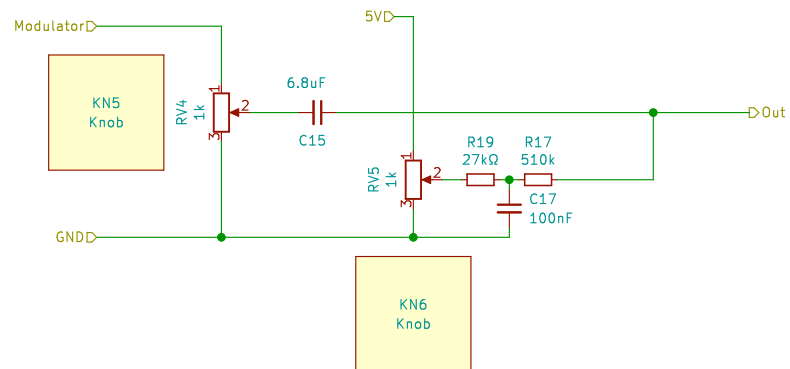 5V
Modulator
KN5
Knob
RV4
1k
1
2
3
6.8uF
C15
Out
RV5
1k
1
2
3
R19
27kΩ
R17
510k
C17
100nF
GND
KN6
Knob